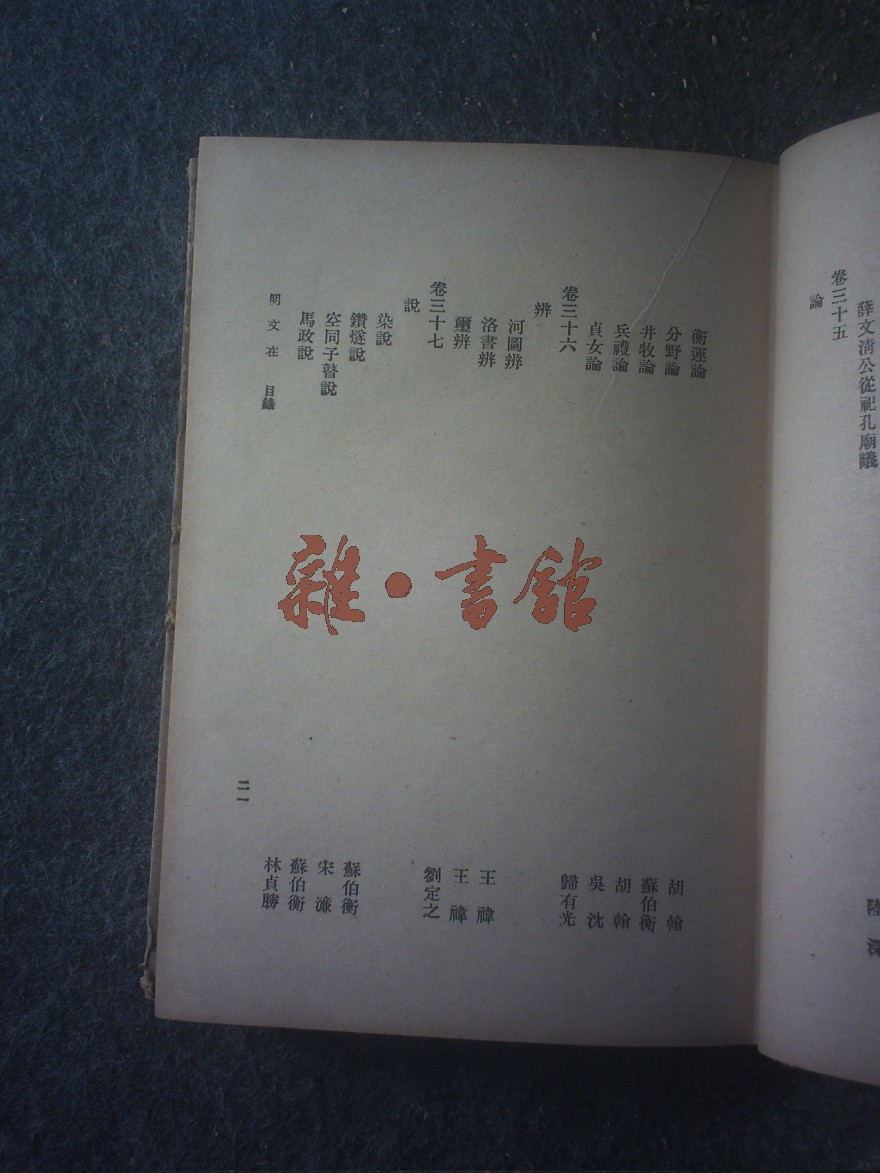 薛文清公從祀孔廟議 陸深
卷三十五
論
衡運論 胡翰
分野論 蘇伯衡
井牧論 胡翰
兵禮論 吳沈
貞女論 歸有光
卷三十六
辨
河圖辨 王禕
洛書辨 王禕
璽辨 劉定之
卷三十七
說
染說 蘇伯衡
鑽燧說 宋濂
空同子瞽說 蘇伯衡
馬政說 林貞勝
明文在 目錄
二一
雜·書館